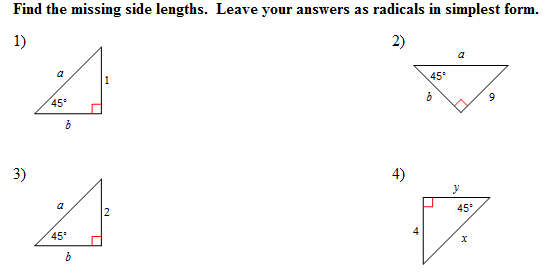 Find the missing side lengths.  Leave your answers as radicals in simplest form.
1)
a
1
45°
b
2)
a
45°
b
9
3)
a
2
45°
b
4)
y
45°
4
x